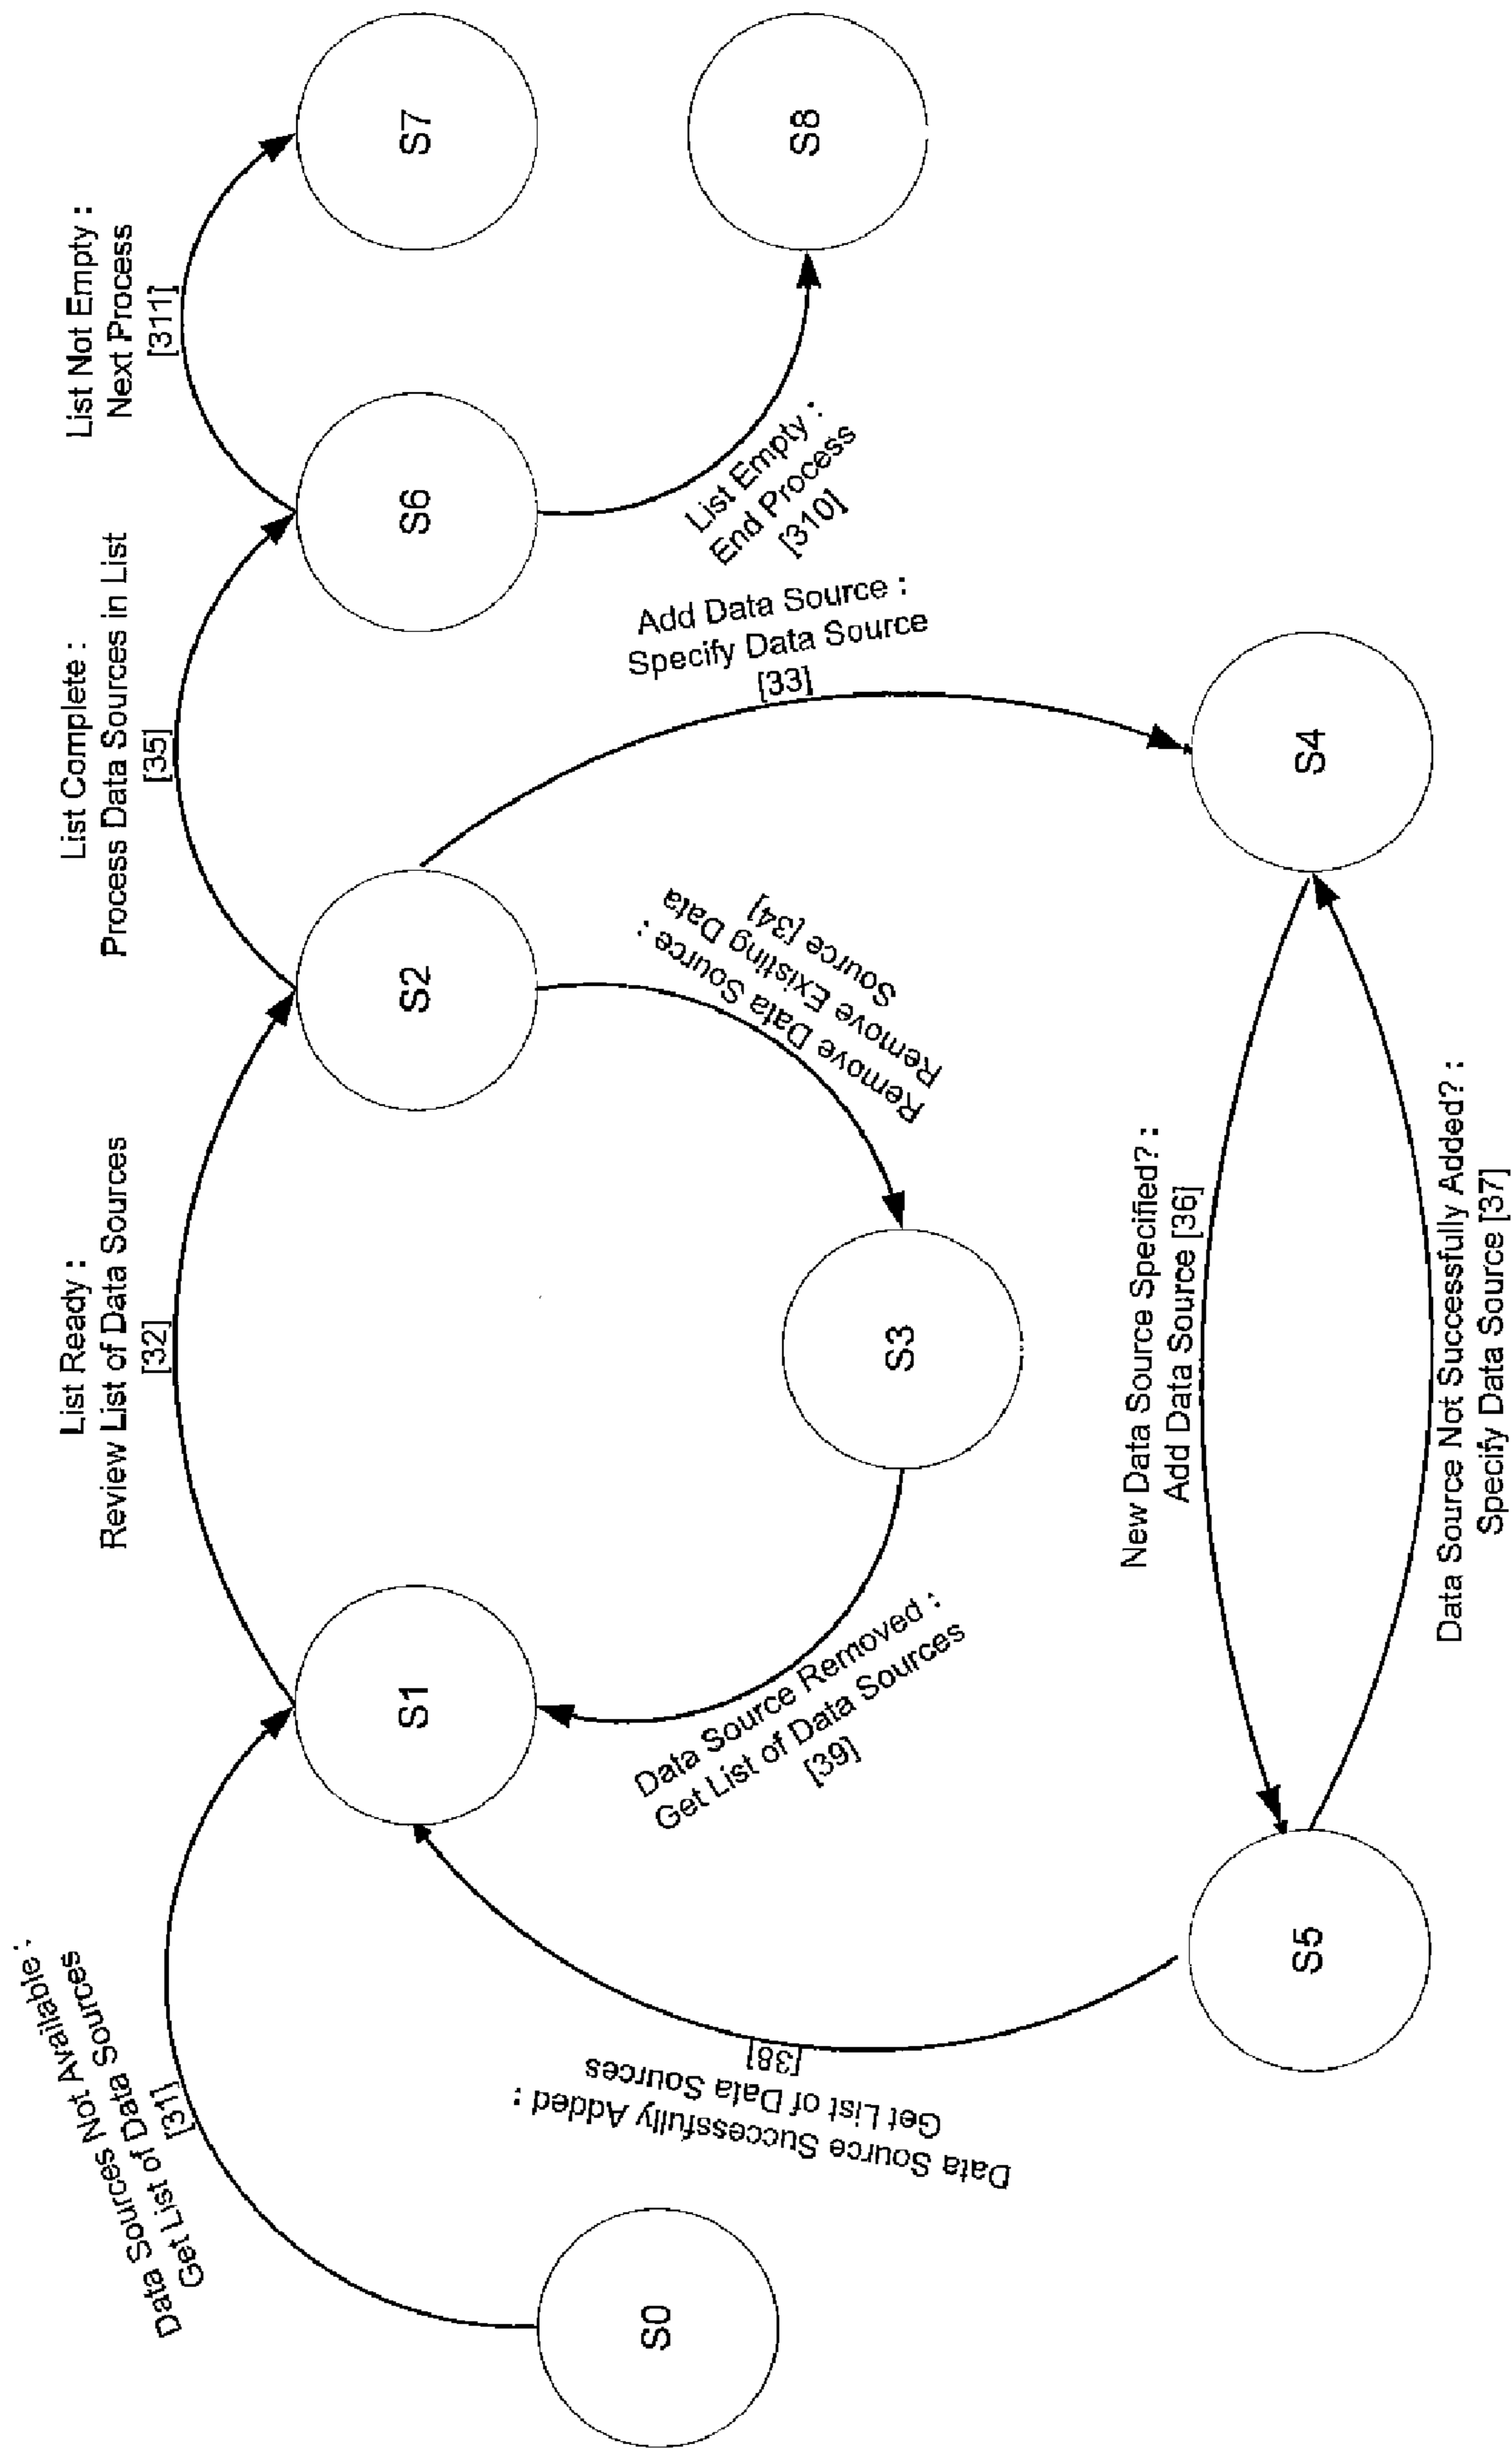 Data Sources Not Available :
Get List of Data Sources
[31]
List Ready :
Review List of Data Sources
[32]
List Complete :
Process Data Sources in List
[35]
List Not Empty :
Next Process
[311]
S1
S2
S6
S7
S0
Data Source Successfully Added :
Get List of Data Sources
[38]
Data Source Removed :
Get List of Data Sources
[39]
S3
Remove Data Source :
Remove Existing Data
Source [34]
Add Data Source :
Specify Data Source
[33]
List Empty :
End Process
[310]
S8
S5
New Data Source Specified? :
Add Data Source [36]
S4
Data Source Not Successfully Added? :
Specify Data Source [37]